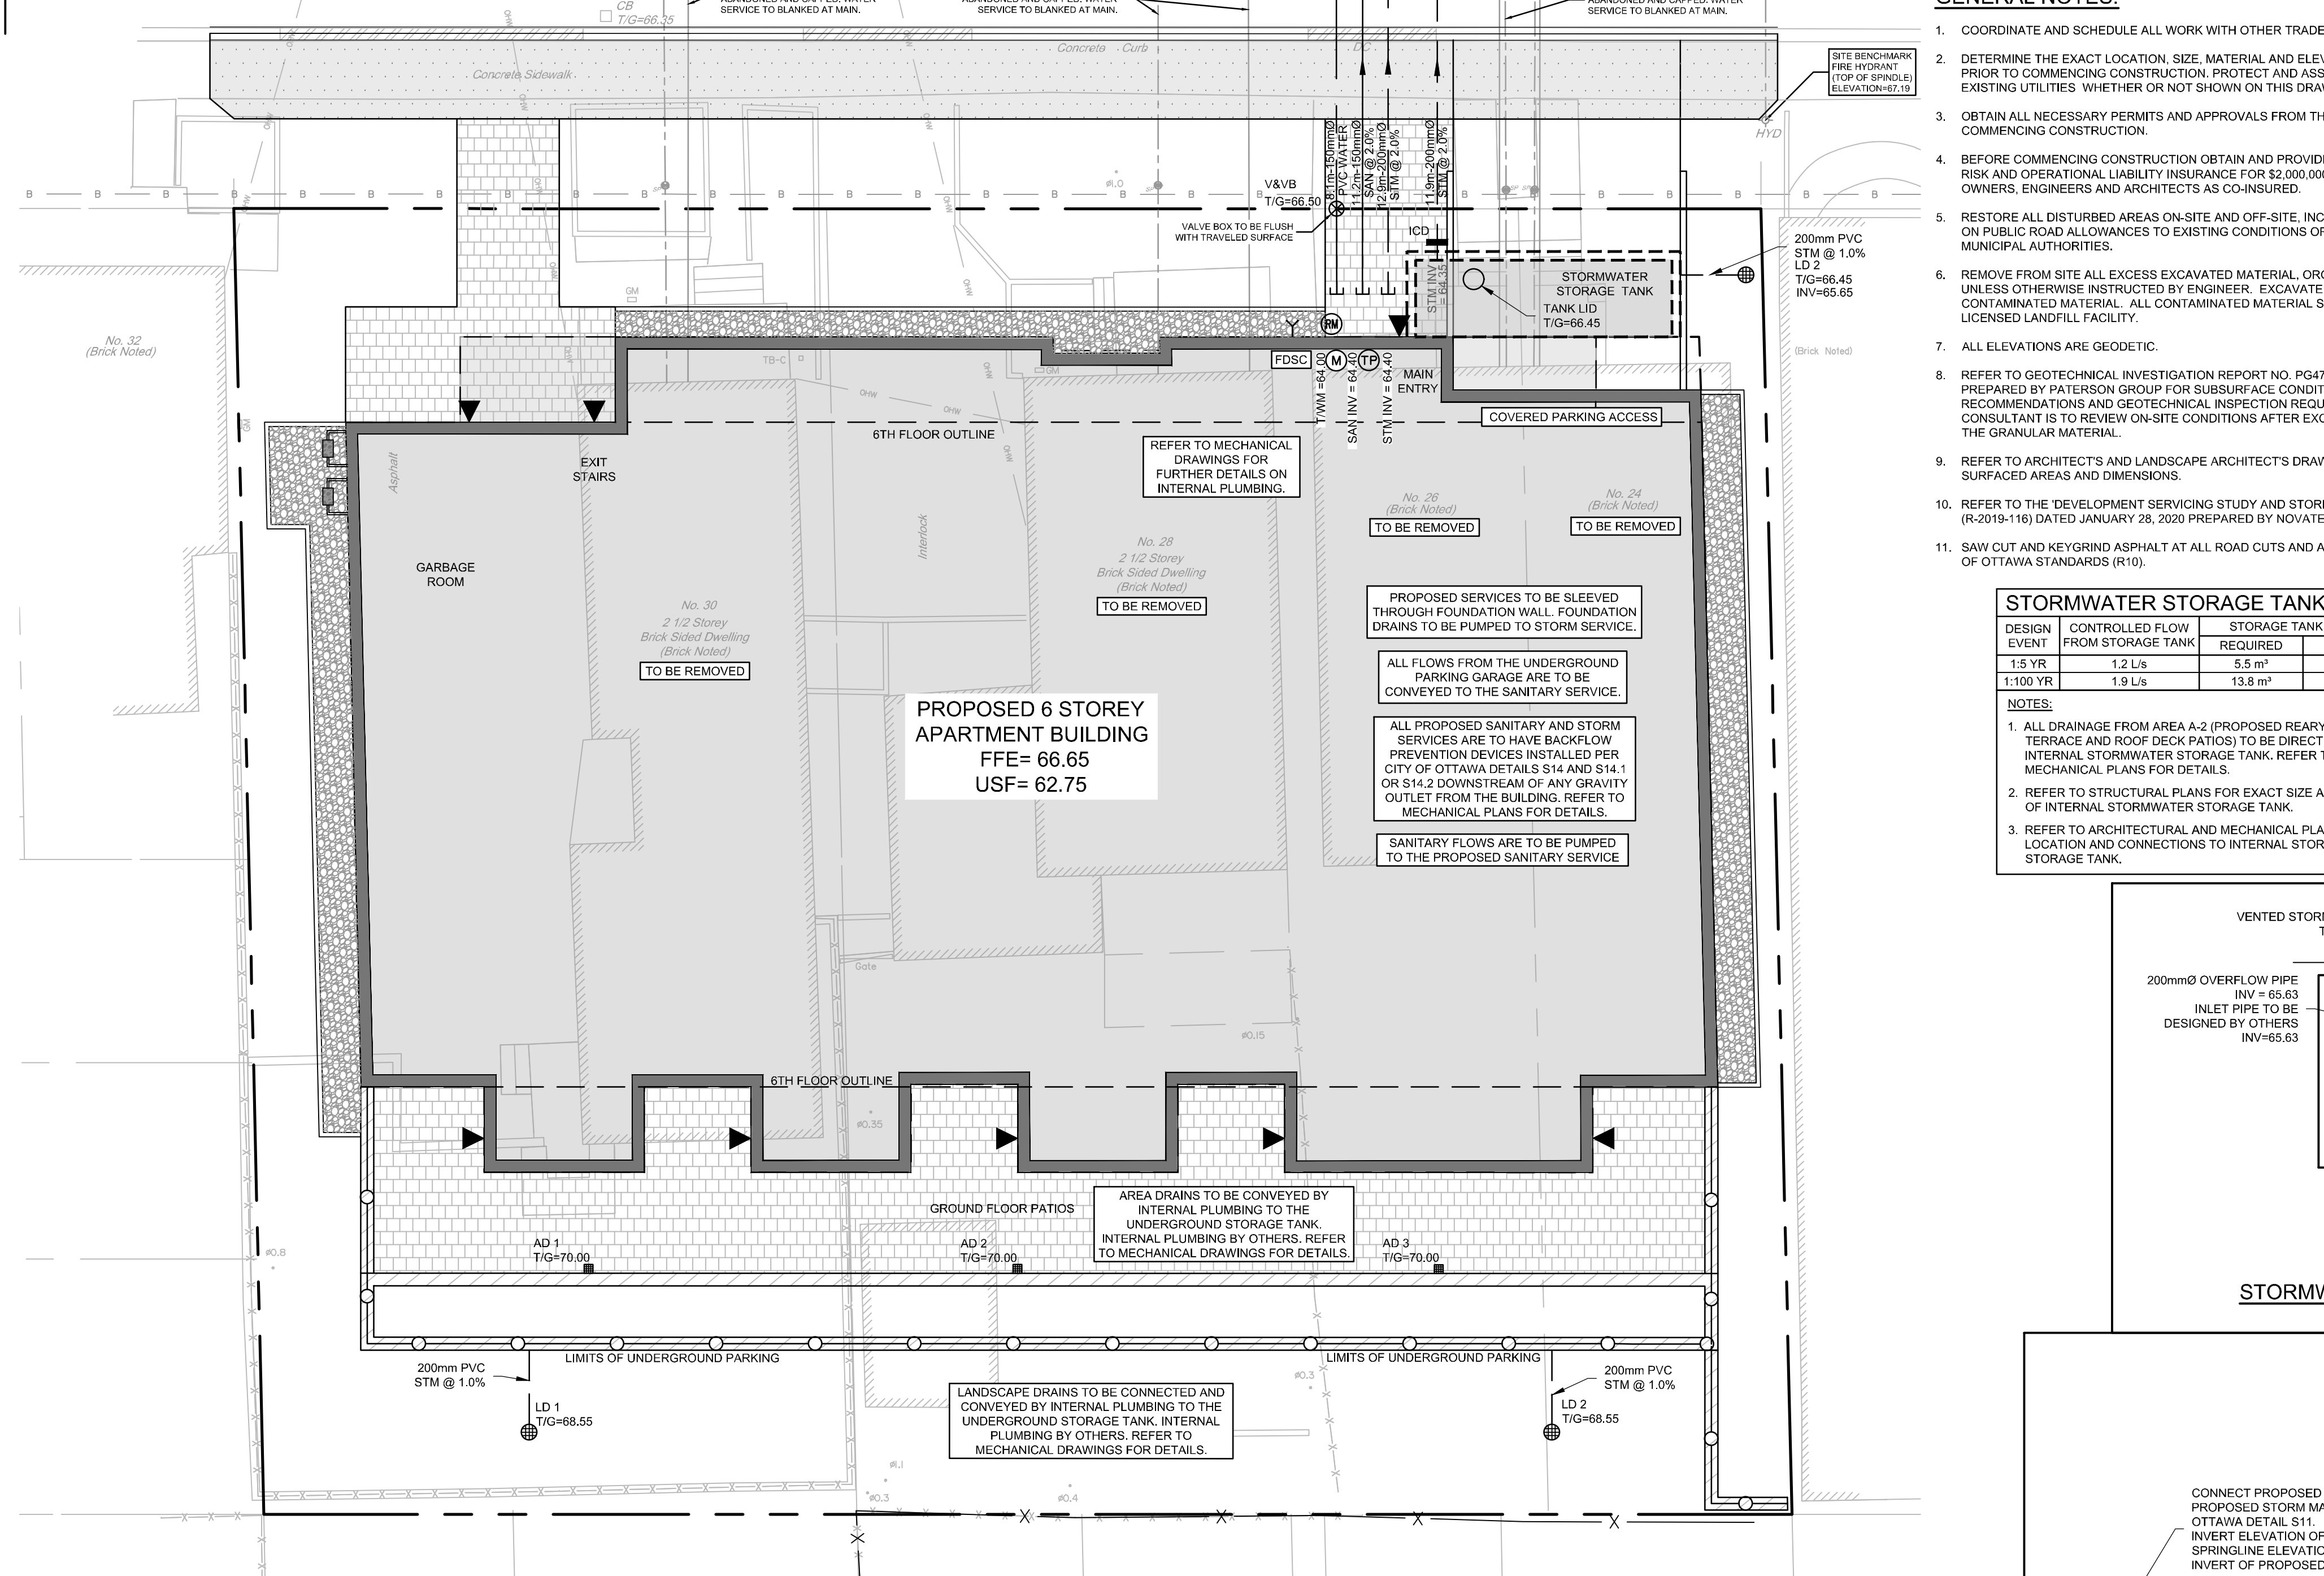 CB
T/G=66.35
SERVICE TO BLANKED AT MAIN.
SERVICE TO BLANKED AT MAIN.
SERVICE TO BLANKED AT MAIN.
Concrete Sidewalk
Concrete Curb
DC
SITE BENCHMARK
FIRE HYDRANT
(TOP OF SPINDLE)
ELEVATION=67.19
HYD
8.1m-150mmØ
PVC WATER
11.2m-150mmØ
SAN @ 2.0%
12.9m-200mmØ
STM @ 2.0%
11.9m-200mmØ
STM @ 2.0%
V&VB
T/G=66.50
VALVE BOX TO BE FLUSH
WITH TRAVELED SURFACE
ICD
STM INV
= 64.35
STORMWATER
STORAGE TANK
TANK LID
T/G=66.45
200mm PVC
STM @ 1.0%
LD 2
T/G=66.45
INV=65.65
No. 32
(Brick Noted)
(Brick Noted)
GM
GM
GM
TB-C
RM
FDSC
M
TP
MAIN
ENTRY
T/WM =64.00
SAN INV = 64.40
STM INV = 64.40
COVERED PARKING ACCESS
6TH FLOOR OUTLINE
EXIT
STAIRS
Asphalt
Interlock
REFER TO MECHANICAL
DRAWINGS FOR
FURTHER DETAILS ON
INTERNAL PLUMBING.
No. 26
(Brick Noted)
TO BE REMOVED
No. 24
(Brick Noted)
TO BE REMOVED
GARBAGE
ROOM
No. 28
2 1/2 Storey
Brick Sided Dwelling
(Brick Noted)
TO BE REMOVED
No. 30
2 1/2 Storey
Brick Sided Dwelling
(Brick Noted)
TO BE REMOVED
PROPOSED SERVICES TO BE SLEEVED
THROUGH FOUNDATION WALL. FOUNDATION
DRAINS TO BE PUMPED TO STORM SERVICE.
ALL FLOWS FROM THE UNDERGROUND
PARKING GARAGE ARE TO BE
CONVEYED TO THE SANITARY SERVICE.
PROPOSED 6 STOREY
APARTMENT BUILDING
FFE= 66.65
USF= 62.75
ALL PROPOSED SANITARY AND STORM
SERVICES ARE TO HAVE BACKFLOW
PREVENTION DEVICES INSTALLED PER
CITY OF OTTAWA DETAILS S14 AND S14.1
OR S14.2 DOWNSTREAM OF ANY GRAVITY
OUTLET FROM THE BUILDING. REFER TO
MECHANICAL PLANS FOR DETAILS.
SANITARY FLOWS ARE TO BE PUMPED
TO THE PROPOSED SANITARY SERVICE
Gate
ø1.0
ø0.15
6TH FLOOR OUTLINE
ø0.35
GROUND FLOOR PATIOS
AREA DRAINS TO BE CONVEYED BY
INTERNAL PLUMBING TO THE
UNDERGROUND STORAGE TANK.
INTERNAL PLUMBING BY OTHERS. REFER
TO MECHANICAL DRAWINGS FOR DETAILS.
AD 1
T/G=70.00
AD 2
T/G=70.00
AD 3
T/G=70.00
ø0.8
LIMITS OF UNDERGROUND PARKING
LIMITS OF UNDERGROUND PARKING
200mm PVC
STM @ 1.0%
200mm PVC
STM @ 1.0%
LD 1
T/G=68.55
LD 2
T/G=68.55
LANDSCAPE DRAINS TO BE CONNECTED AND
CONVEYED BY INTERNAL PLUMBING TO THE
UNDERGROUND STORAGE TANK. INTERNAL
PLUMBING BY OTHERS. REFER TO
MECHANICAL DRAWINGS FOR DETAILS.
ø0.3
ø1.1
ø0.3
ø0.4
GENERAL NOTES:
1. COORDINATE AND SCHEDULE ALL WORK WITH OTHER TRADE
2. DETERMINE THE EXACT LOCATION, SIZE, MATERIAL AND ELEV
PRIOR TO COMMENCING CONSTRUCTION. PROTECT AND ASS
EXISTING UTILITIES WHETHER OR NOT SHOWN ON THIS DRAW
3. OBTAIN ALL NECESSARY PERMITS AND APPROVALS FROM TH
COMMENCING CONSTRUCTION.
4. BEFORE COMMENCING CONSTRUCTION OBTAIN AND PROVID
RISK AND OPERATIONAL LIABILITY INSURANCE FOR $2,000,00
OWNERS, ENGINEERS AND ARCHITECTS AS CO-INSURED.
5. RESTORE ALL DISTURBED AREAS ON-SITE AND OFF-SITE, INC
ON PUBLIC ROAD ALLOWANCES TO EXISTING CONDITIONS OF
MUNICIPAL AUTHORITIES.
6. REMOVE FROM SITE ALL EXCESS EXCAVATED MATERIAL, ORG
UNLESS OTHERWISE INSTRUCTED BY ENGINEER. EXCAVATE
CONTAMINATED MATERIAL. ALL CONTAMINATED MATERIAL S
LICENSED LANDFILL FACILITY.
7. ALL ELEVATIONS ARE GEODETIC.
8. REFER TO GEOTECHNICAL INVESTIGATION REPORT NO. PG47
PREPARED BY PATERSON GROUP FOR SUBSURFACE CONDIT
RECOMMENDATIONS AND GEOTECHNICAL INSPECTION REQU
CONSULTANT IS TO REVIEW ON-SITE CONDITIONS AFTER EXC
THE GRANULAR MATERIAL.
9. REFER TO ARCHITECT'S AND LANDSCAPE ARCHITECT'S DRAW
SURFACED AREAS AND DIMENSIONS.
10. REFER TO THE 'DEVELOPMENT SERVICING STUDY AND STOR
(R-2019-116) DATED JANUARY 28, 2020 PREPARED BY NOVATE
11. SAW CUT AND KEYGRIND ASPHALT AT ALL ROAD CUTS AND A
OF OTTAWA STANDARDS (R10).
STORMWATER STORAGE TANK
DESIGN EVENT CONTROLLED FLOW FROM STORAGE TANK STORAGE TANK
REQUIRED
1:5 YR 1.2 L/s 5.5 m³
1:100 YR 1.9 L/s 13.8 m³
NOTES:
1. ALL DRAINAGE FROM AREA A-2 (PROPOSED REARY
TERRACE AND ROOF DECK PATIOS) TO BE DIRECT
INTERNAL STORMWATER STORAGE TANK. REFER T
MECHANICAL PLANS FOR DETAILS.
2. REFER TO STRUCTURAL PLANS FOR EXACT SIZE A
OF INTERNAL STORMWATER STORAGE TANK.
3. REFER TO ARCHITECTURAL AND MECHANICAL PLA
LOCATION AND CONNECTIONS TO INTERNAL STOR
STORAGE TANK.
VENTED STOR
T
200mmØ OVERFLOW PIPE
INV = 65.63
INLET PIPE TO BE
DESIGNED BY OTHERS
INV=65.63
STORMW
CONNECT PROPOSED
PROPOSED STORM MA
OTTAWA DETAIL S11.
INVERT ELEVATION OF
SPRINGLINE ELEVATIO
INVERT OF PROPOSED